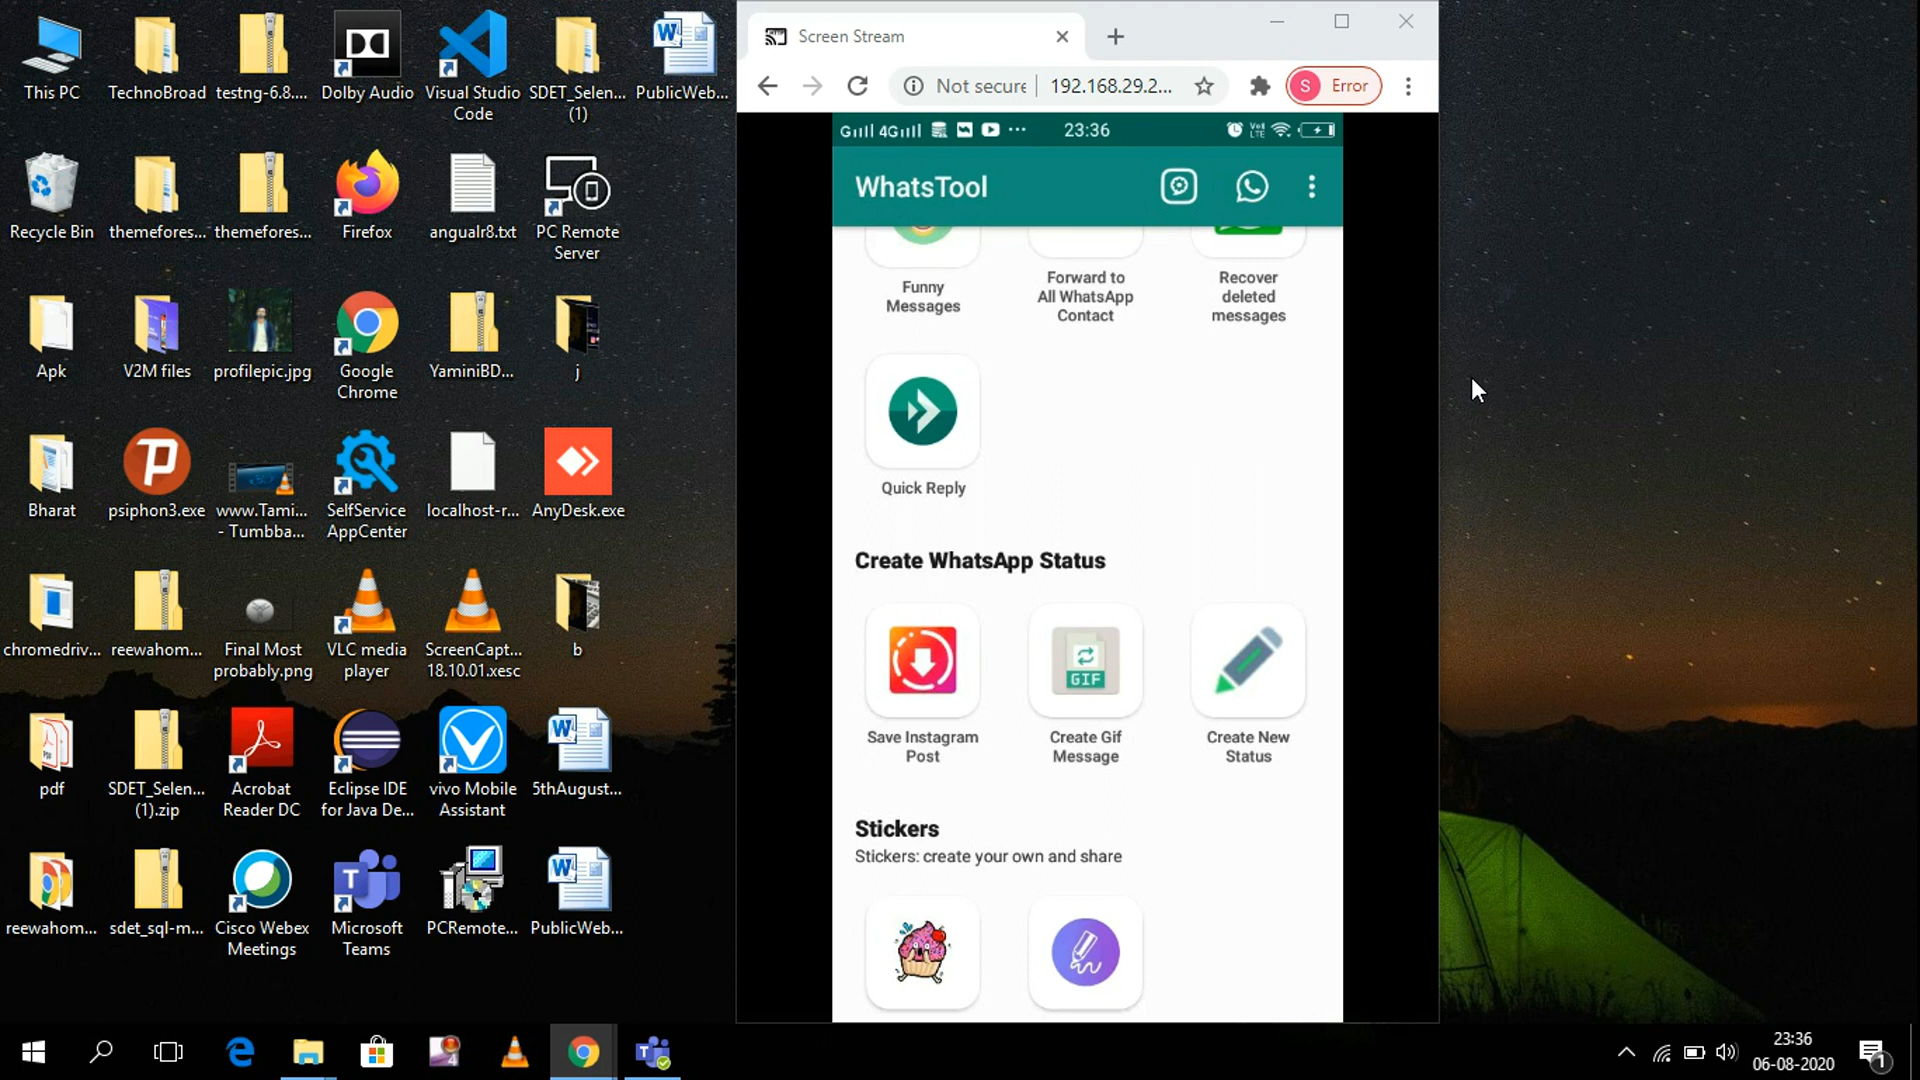 This PC
TechnoBroad
testng-6.8....
Dolby Audio
Visual Studio
Code
SDET_Selen...
(1)
PublicWeb...
Recycle Bin
themefores...
themefores...
Firefox
angualr8.txt
PC Remote
Server
Apk
V2M files
profilepic.jpg
Google
Chrome
YaminiBD...
j
Bharat
psiphon3.exe
www.Tami...
- Tumbba...
SelfService
AppCenter
localhost-r...
AnyDesk.exe
chromedriv...
reewahom...
Final Most
probably.png
VLC media
player
ScreenCapt...
18.10.01.xesc
b
pdf
SDET_Selen...
(1).zip
Acrobat
Reader DC
Eclipse IDE
for Java De...
vivo Mobile
Assistant
5thAugust...
reewahom...
sdet_sql-m...
Cisco Webex
Meetings
Microsoft
Teams
PCRemote...
PublicWeb...
Screen Stream
Not secure
192.168.29.2...
S
Error
4G
23:36
VoLTE
WhatsTool
Funny
Messages
Forward to
All WhatsApp
Contact
Recover
deleted
messages
Quick Reply
Create WhatsApp Status
GIF
Save Instagram
Post
Create Gif
Message
Create New
Status
Stickers
Stickers: create your own and share
23:36
06-08-2020
1